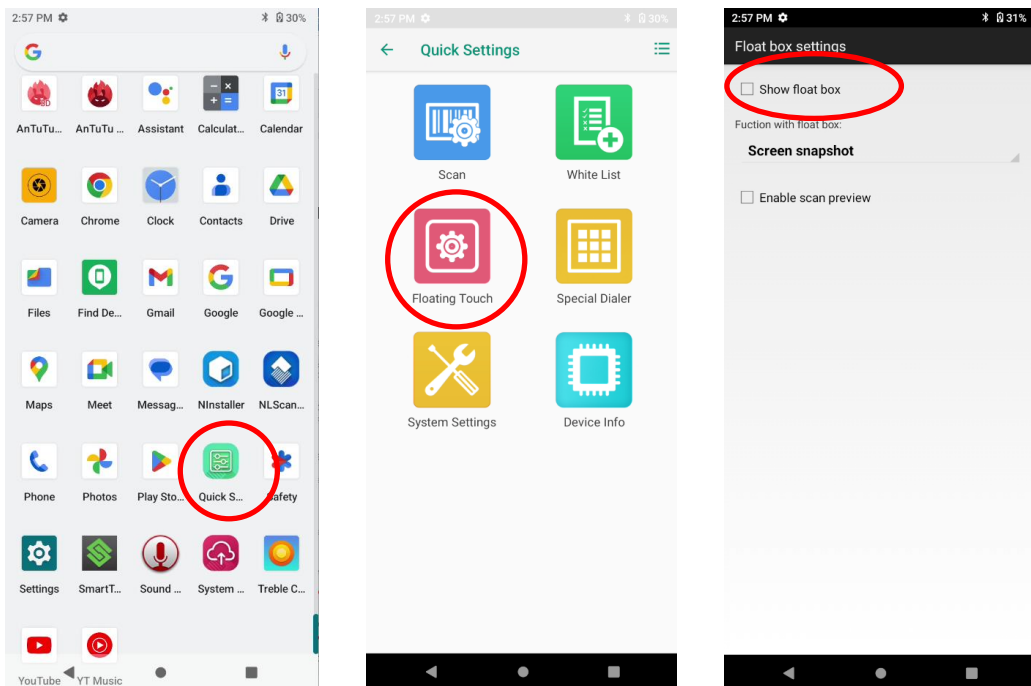 2:57 PM 30%
G
AnTuTu... AnTuTu ... Assistant Calculat... Calendar
31
Camera Chrome Clock Contacts Drive
Files Find De... Gmail Google Google ...
Maps Meet Messag... NInstaller NLScan...
Phone Photos Play Sto... Quick S... Safety
Settings SmartT... Sound ... System ... Treble C...
YouTube YT Music
2:57 PM 30%
Quick Settings
Scan White List
Floating Touch Special Dialer
System Settings Device Info
2:57 PM 31%
Float box settings
Show float box
Fuction with float box:
Screen snapshot
Enable scan preview